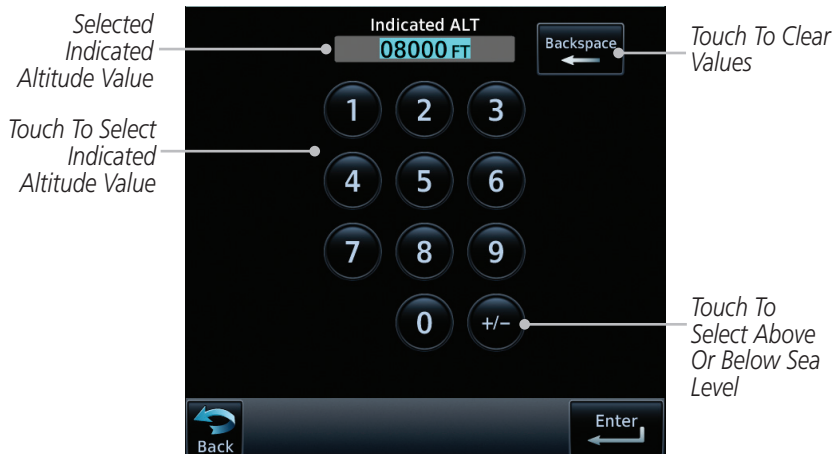 Selected
Indicated
Altitude Value
Indicated ALT
08000 FT
Backspace
Touch To Clear
Values
Touch To Select
Indicated
Altitude Value
1 2 3
4 5 6
7 8 9
0 +/−
Touch To
Select Above
Or Below Sea
Level
Back
Enter